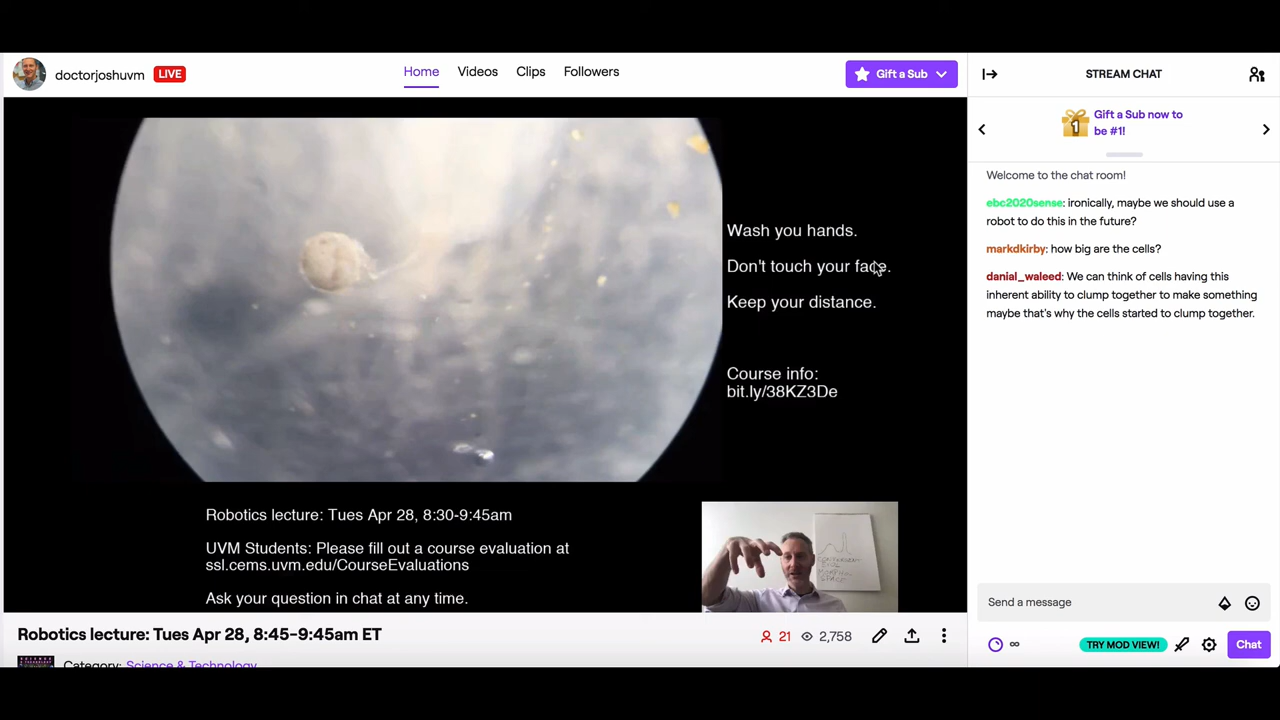 doctorjoshuvm LIVE
Home Videos Clips Followers
Gift a Sub
Wash you hands.
Don't touch your face.
Keep your distance.
Course info:
bit.ly/38KZ3De
Robotics lecture: Tues Apr 28, 8:30-9:45am
UVM Students: Please fill out a course evaluation at
ssl.cems.uvm.edu/CourseEvaluations
Ask your question in chat at any time.
Robotics lecture: Tues Apr 28, 8:45-9:45am ET
21 2,758
Category: Science & Technology
STREAM CHAT
1
Gift a Sub now to
be #1!
Welcome to the chat room!
ebc2020sense: ironically, maybe we should use a
robot to do this in the future?
markdkirby: how big are the cells?
danial_waleed: We can think of cells having this
inherent ability to clump together to make something
maybe that's why the cells started to clump together.
Send a message
∞ TRY MOD VIEW! Chat